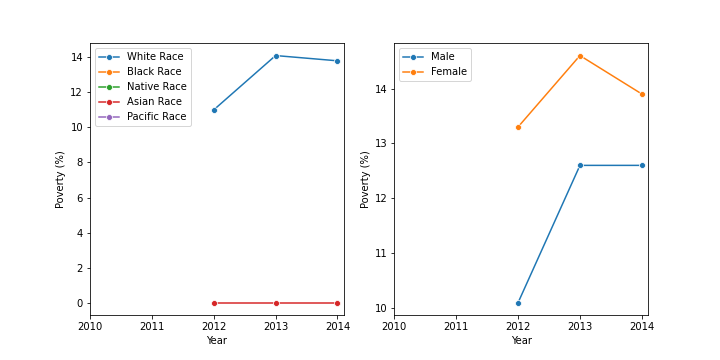 White Race
Black Race
Native Race
Asian Race
Pacific Race
14
12
10
8
6
4
2
0
Poverty (%)
2010 2011 2012 2013 2014
Year
Male
Female
14
13
12
11
10
Poverty (%)
2010 2011 2012 2013 2014
Year